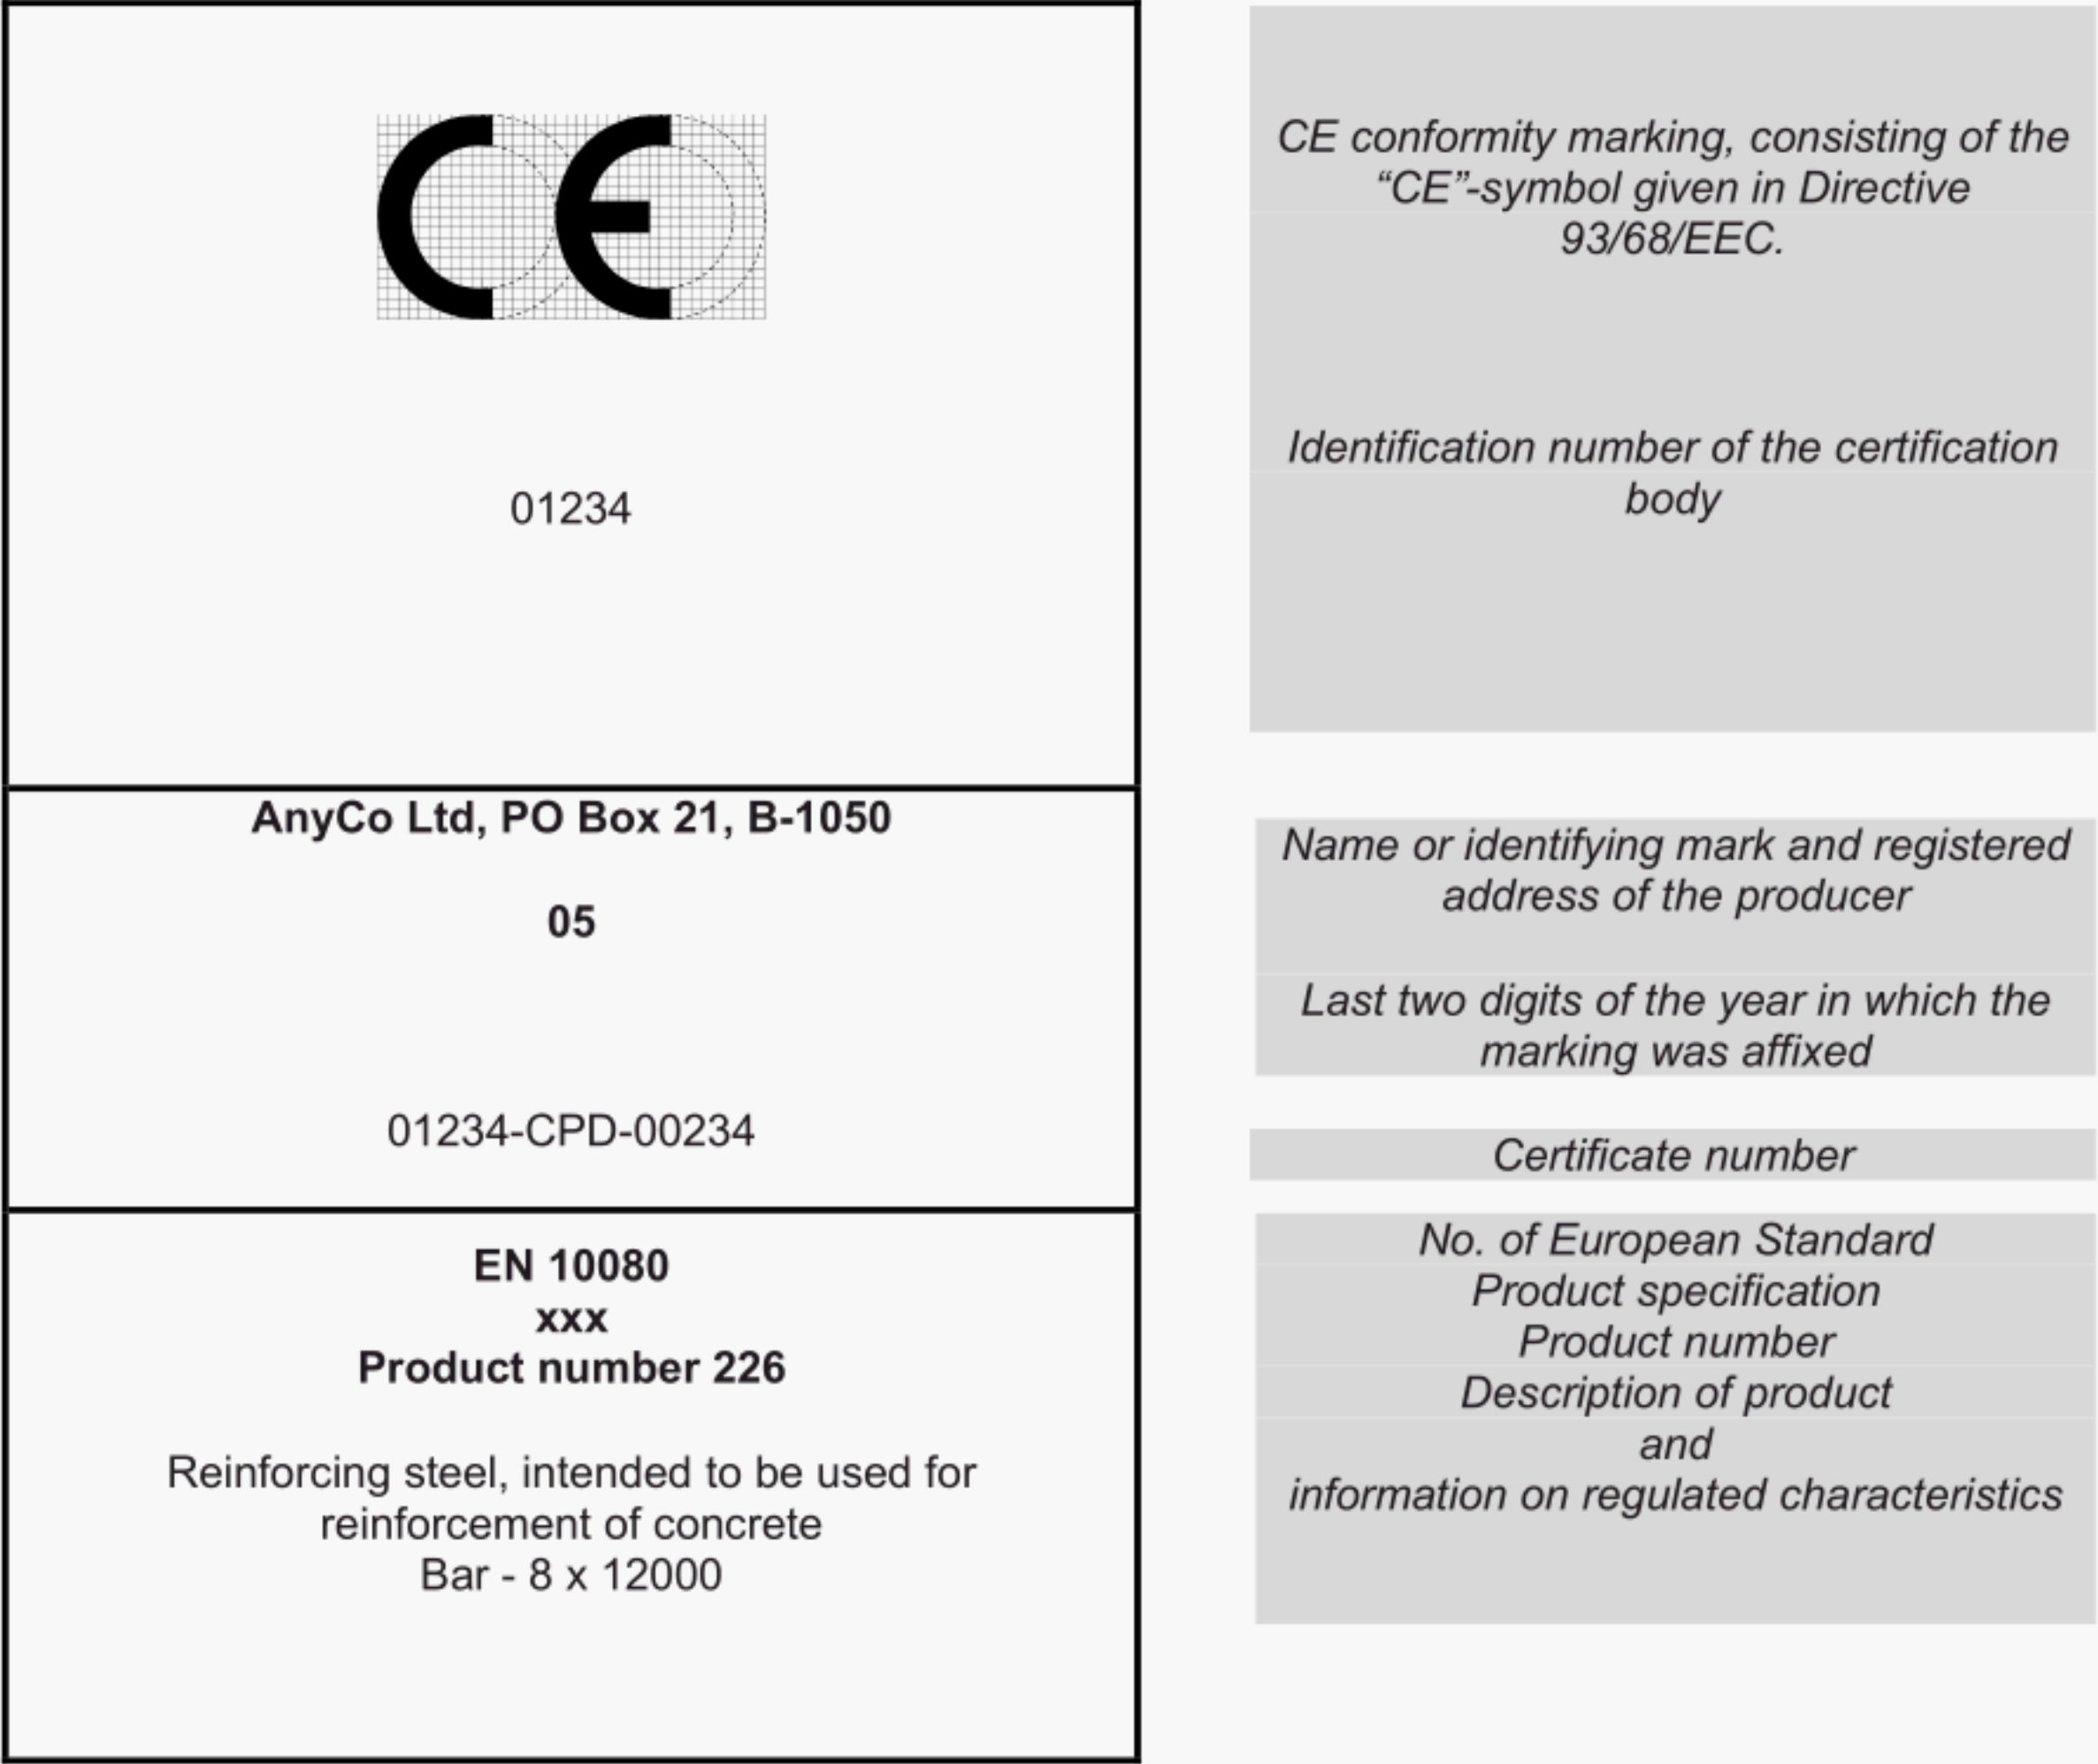 CE
CE conformity marking, consisting of the
“CE”-symbol given in Directive
93/68/EEC.
01234
Identification number of the certification
body
AnyCo Ltd, PO Box 21, B-1050
Name or identifying mark and registered
address of the producer
05
Last two digits of the year in which the
marking was affixed
01234-CPD-00234
Certificate number
EN 10080
xxx
Product number 226
Reinforcing steel, intended to be used for
reinforcement of concrete
Bar - 8 x 12000
No. of European Standard
Product specification
Product number
Description of product
and
information on regulated characteristics